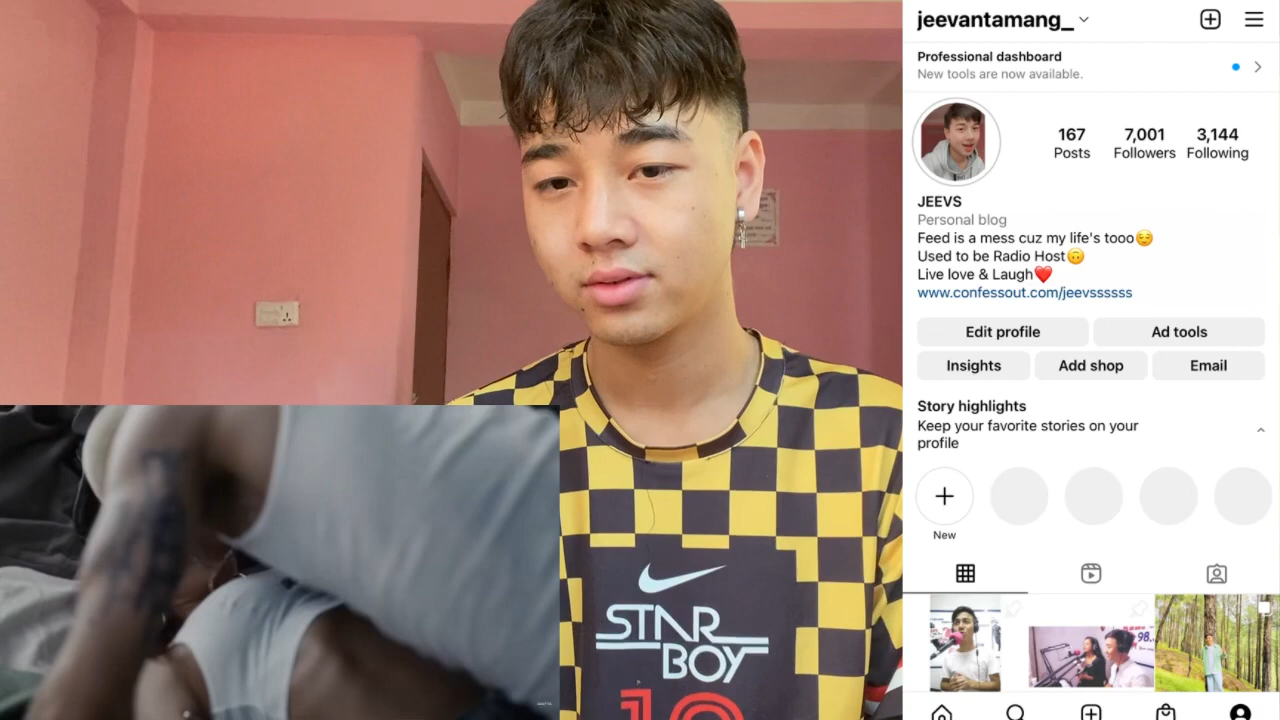 jeevantamang_
Professional dashboard
New tools are now available.
167
Posts
7,001
Followers
3,144
Following
JEEVS
Personal blog
Feed is a mess cuz my life's tooo😌
Used to be Radio Host🙃
Live love & Laugh❤️
www.confessout.com/jeevssssss
Edit profile
Ad tools
Insights
Add shop
Email
Story highlights
Keep your favorite stories on your
profile
New
STAR
BOY
10
98.